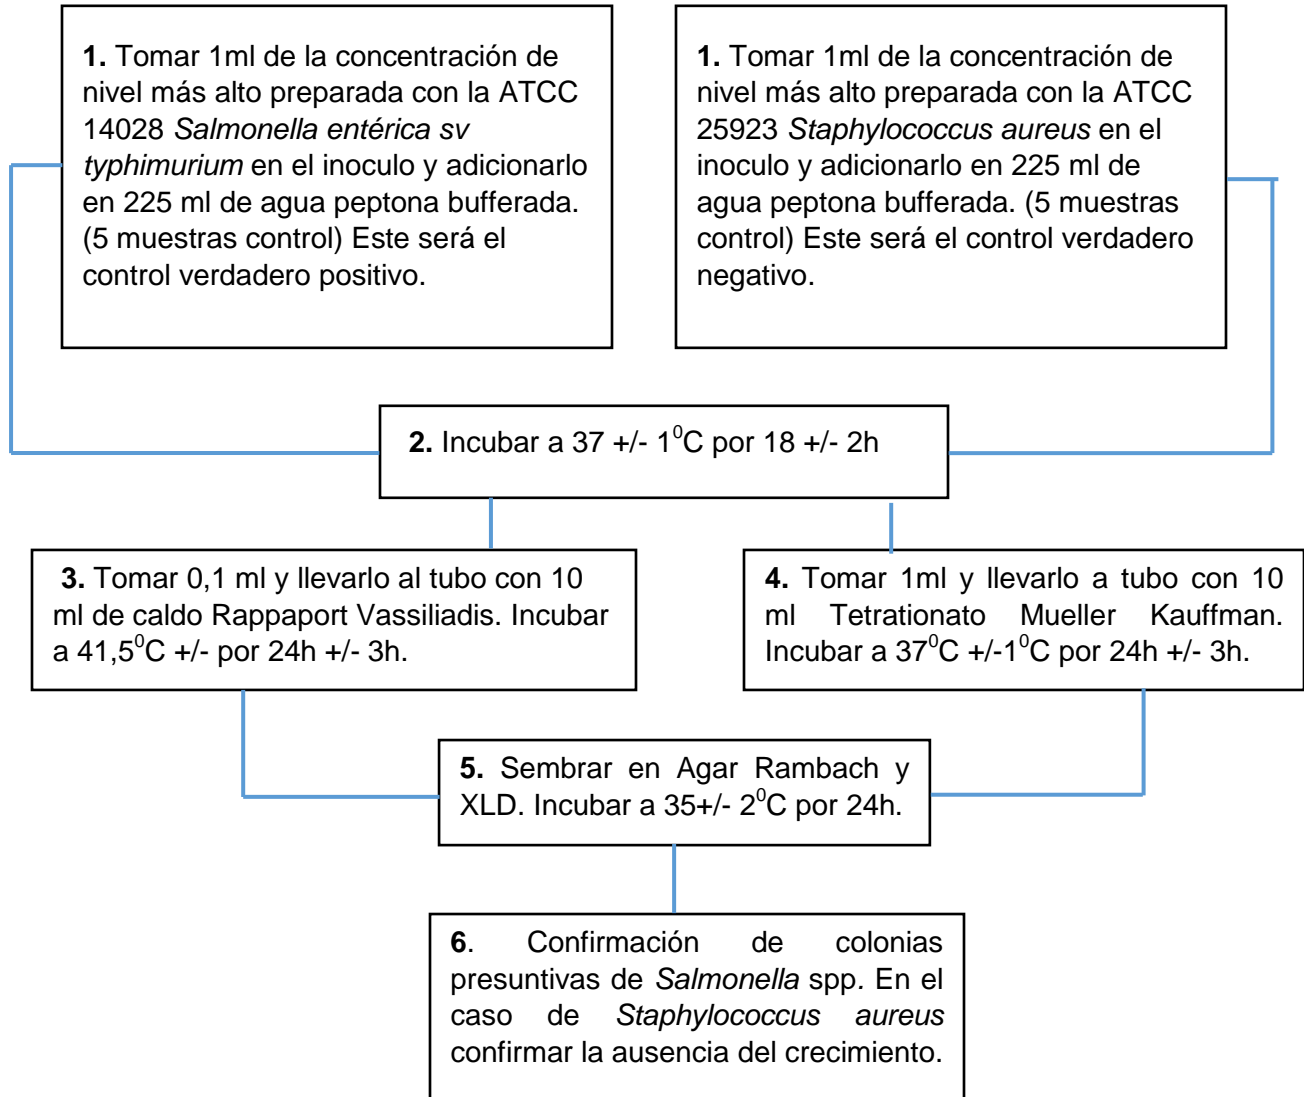 1. Tomar 1ml de la concentración de
nivel más alto preparada con la ATCC
14028 Salmonella entérica sv
typhimurium en el inoculo y adicionarlo
en 225 ml de agua peptona bufferada.
(5 muestras control) Este será el
control verdadero positivo.
1. Tomar 1ml de la concentración de
nivel más alto preparada con la ATCC
25923 Staphylococcus aureus en el
inoculo y adicionarlo en 225 ml de
agua peptona bufferada. (5 muestras
control) Este será el control verdadero
negativo.
2. Incubar a 37 +/- 1⁰C por 18 +/- 2h
3. Tomar 0,1 ml y llevarlo al tubo con 10
ml de caldo Rappaport Vassiliadis. Incubar
a 41,5⁰C +/- por 24h +/- 3h.
4. Tomar 1ml y llevarlo a tubo con 10
ml Tetrationato Mueller Kauffman.
Incubar a 37⁰C +/-1⁰C por 24h +/- 3h.
5. Sembrar en Agar Rambach y
XLD. Incubar a 35+/- 2⁰C por 24h.
6. Confirmación de colonias
presuntivas de Salmonella spp. En el
caso de Staphylococcus aureus
confirmar la ausencia del crecimiento.